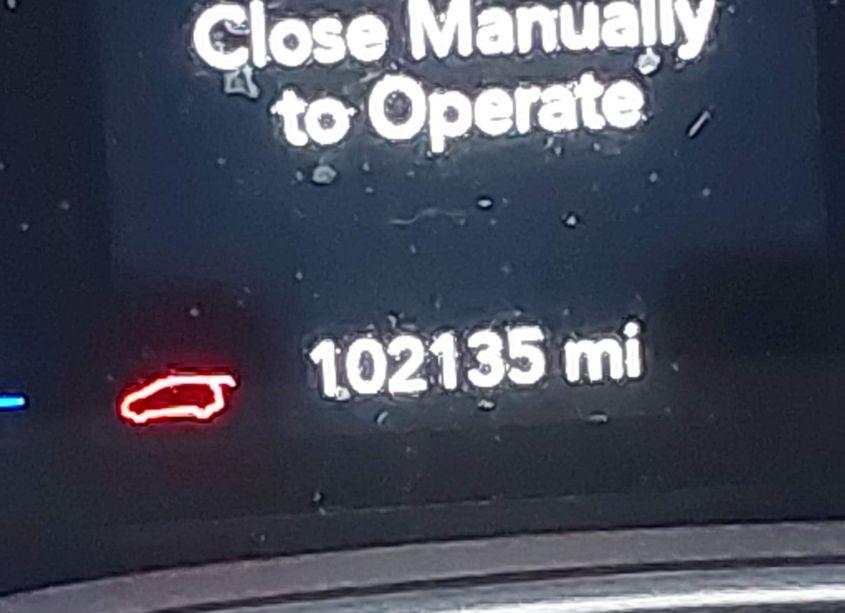 Close Manually
to Operate
102135 mi